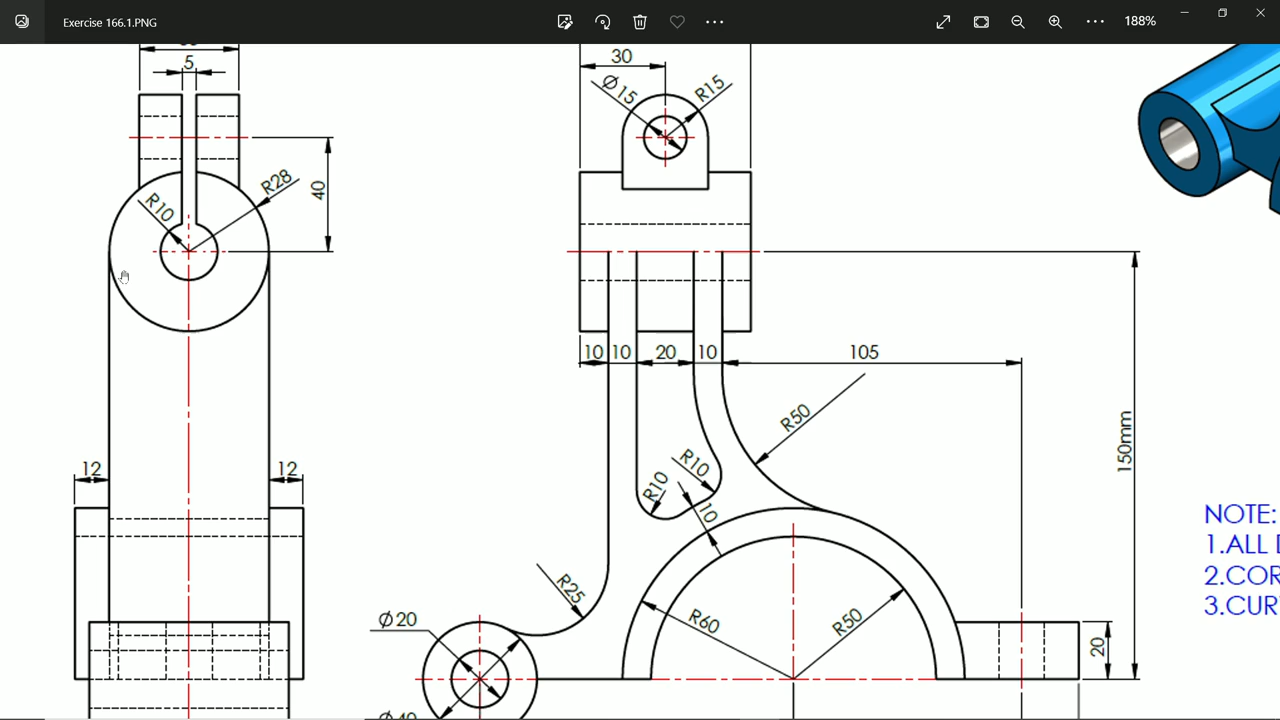 Exercise 166.1.PNG
188%
5
30
Ø15
R15
R10
R28
40
10 10 20 10 105
R50
150mm
12 12
R10
R10
10
R25
Ø20
R60
R50
20
NOTE:
1.ALL
2.COR
3.CUR